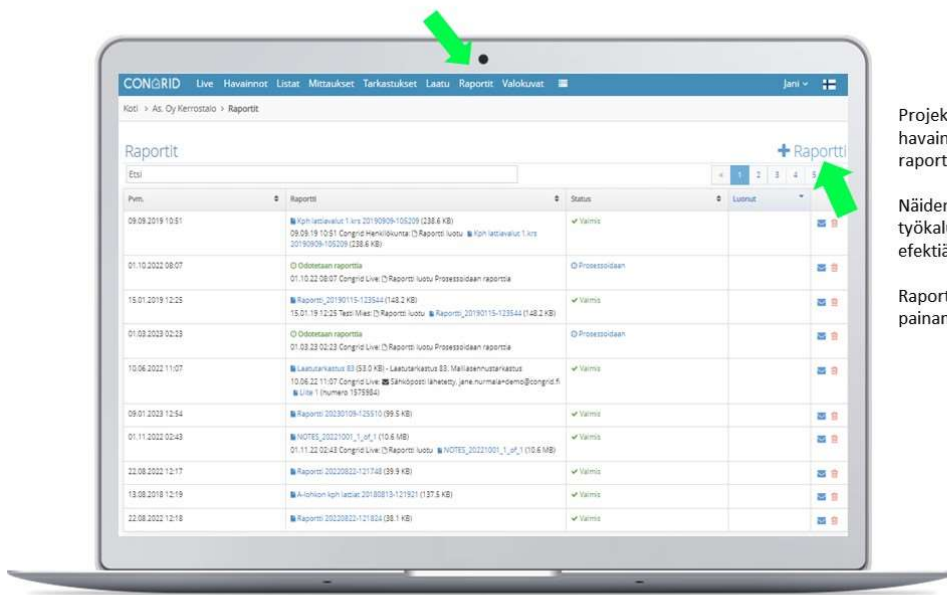 CONGRID Live Havainnot Listat Mittaukset Tarkastukset Laatu Raportit Valokuvat Jani
Koti > As. Oy Kerrostalo > Raportit
Raportit + Raportti
Etsi « 1 2 3 4 5
Pvm. Raportti Status Luonut
09.09.2019 10:51 Kph lattiavalut 1.krs 20190909-105209 (238.6 KB) Valmis
09.09.19 10:51 Congrid Henkilökunta: Raportti luotu Kph lattiavalut 1.krs
20190909-105209 (238.6 KB)
01.10.2022 08:07 Odotetaan raporttia Prosessoidaan
01.10.22 08:07 Congrid Live: Raportti luotu Prosessoidaan raporttia
15.01.2019 12:25 Raportti_20190115-123544 (148.2 KB) Valmis
15.01.19 12:25 Testi Mies: Raportti luotu Raportti_20190115-123544 (148.2 KB)
01.03.2023 02:23 Odotetaan raporttia Prosessoidaan
01.03.23 02:23 Congrid Live: Raportti luotu Prosessoidaan raporttia
10.06.2022 11:07 Laatutarkastus 83 (53.0 KB) - Laatutarkastus 83, Malliasennustarkastus Valmis
10.06.22 11:07 Congrid Live: Sähköposti lähetetty, jane.nurmala+demo@congrid.fi
Liite 1 (numero 1575984)
09.01.2023 12:54 Raportti 20230109-125510 (99.5 KB) Valmis
01.11.2022 02:43 NOTES_20221001_1_of_1 (10.6 MB) Valmis
01.11.22 02:43 Congrid Live: Raportti luotu NOTES_20221001_1_of_1 (10.6 MB)
22.08.2022 12:17 Raportti 20220822-121748 (39.9 KB) Valmis
13.08.2018 12:19 A-lohkon kph lattiat 20180813-121921 (137.5 KB) Valmis
22.08.2022 12:18 Raportti 20220822-121824 (38.1 KB) Valmis
Projek
havain
raport
Näider
työkalu
efektiä
Raport
painan